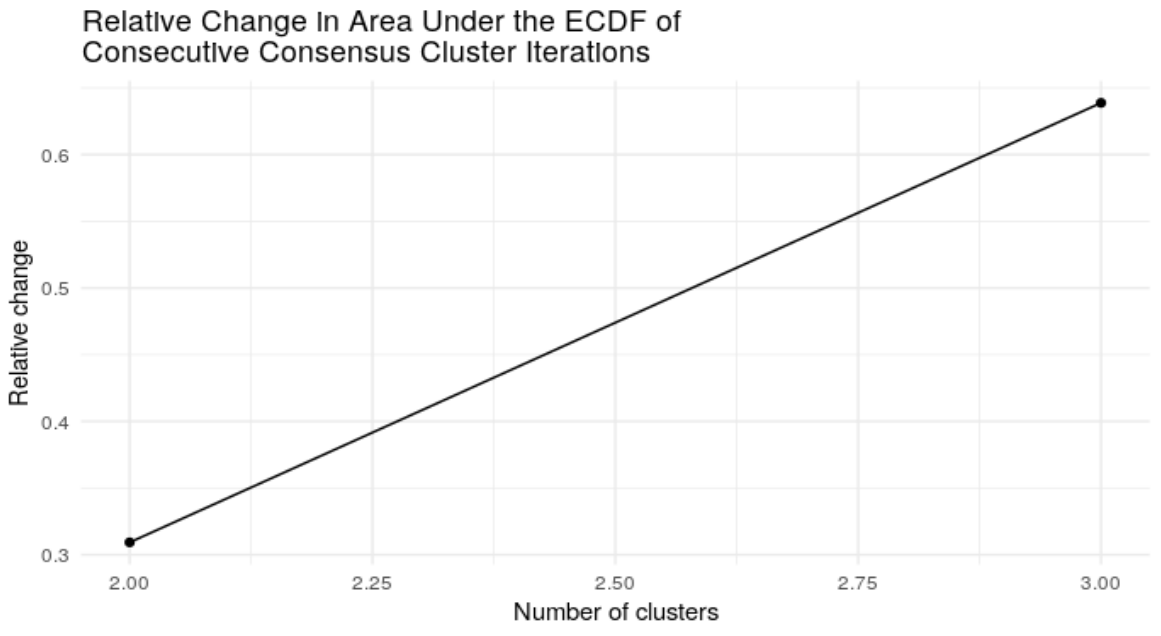 Relative Change in Area Under the ECDF of
Consecutive Consensus Cluster Iterations
Relative change
0.6
0.5
0.4
0.3
2.00 2.25 2.50 2.75 3.00
Number of clusters